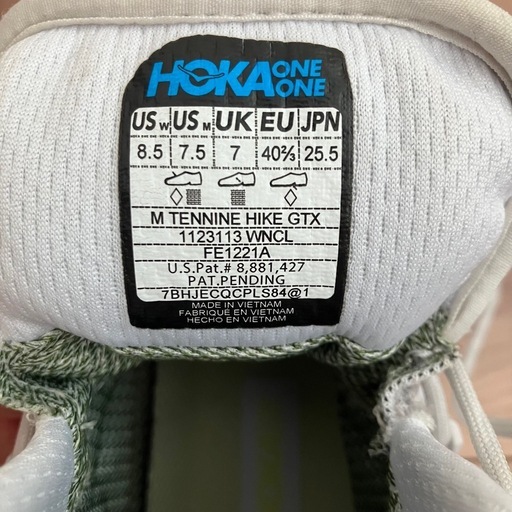 HOKA ONE ONE
US W US M UK EU JPN
8.5 7.5 7 40⅔ 25.5
M TENNINE HIKE GTX
1123113 WNCL
FE1221A
U.S.Pat.# 8,881,427
PAT.PENDING
7BHJECQCPLS84@1
MADE IN VIETNAM
FABRIQUÉ EN VIETNAM
HECHO EN VIETNAM